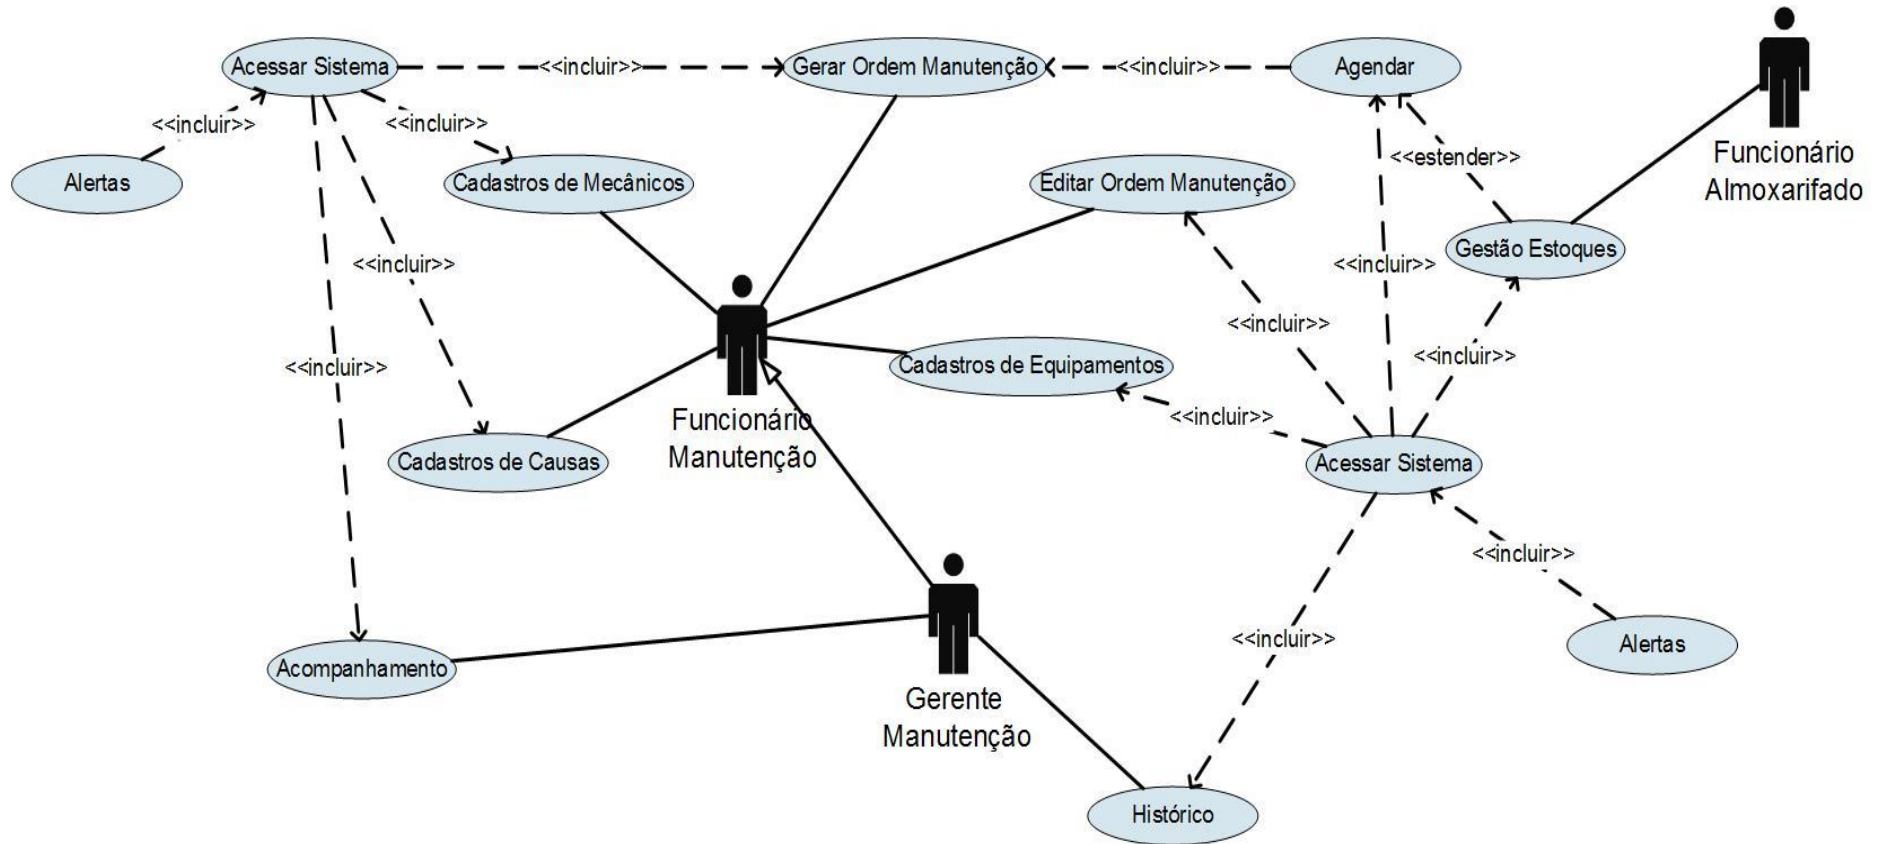 Acessar Sistema
<<incluir>>
Gerar Ordem Manutenção
<<incluir>>
Agendar
<<incluir>>
<<incluir>>
Alertas
Cadastros de Mecânicos
Editar Ordem Manutenção
<<estender>>
Funcionário
Almoxarifado
Gestão Estoques
<<incluir>>
<<incluir>>
<<incluir>>
<<incluir>>
<<incluir>>
Cadastros de Equipamentos
<<incluir>>
Funcionário
Manutenção
Cadastros de Causas
Acessar Sistema
<<incluir>>
<<incluir>>
Alertas
Acompanhamento
Gerente
Manutenção
Histórico